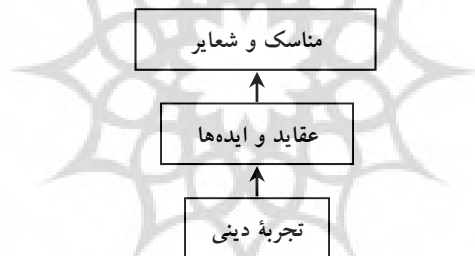 مناسک و شعایر
عقاید و ایده‌ها
تجربهٔ دینی